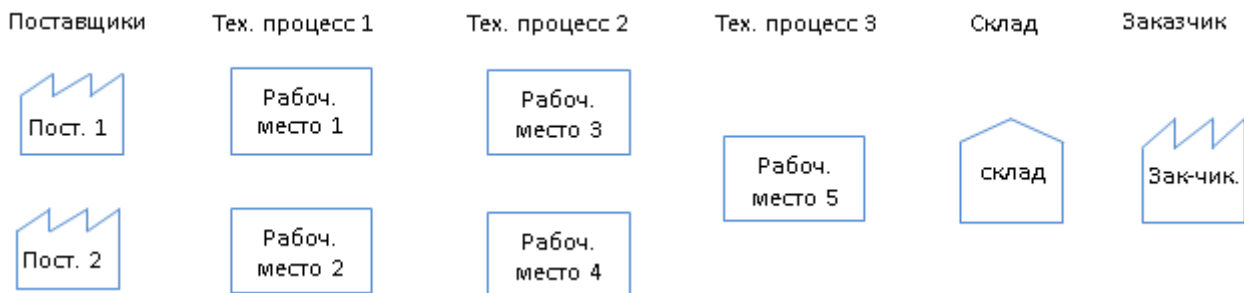 Поставщики
Тех. процесс 1
Тех. процесс 2
Тех. процесс 3
Склад
Заказчик
Пост. 1
Рабоч.
место 1
Рабоч.
место 3
Рабоч.
место 5
склад
Зак-чик.
Пост. 2
Рабоч.
место 2
Рабоч.
место 4